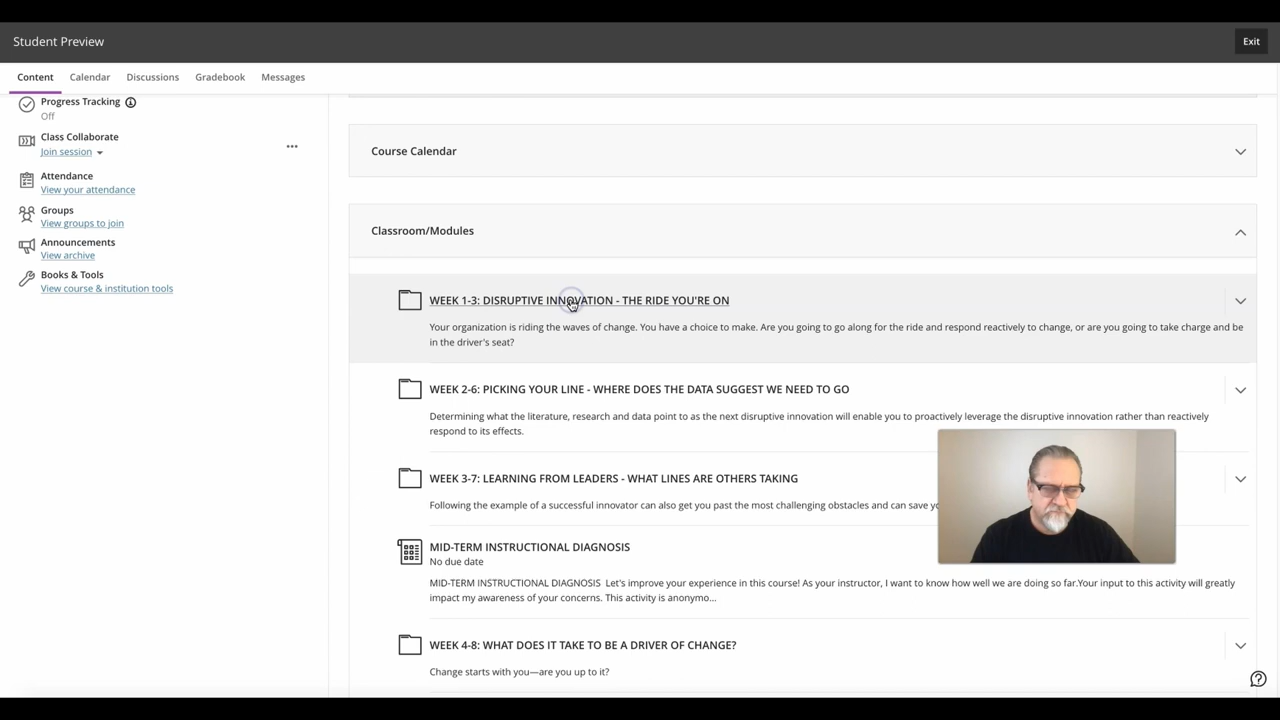 Student Preview
Exit
Content
Calendar
Discussions
Gradebook
Messages
Progress Tracking
Off
Class Collaborate
Join session
Attendance
View your attendance
Groups
View groups to join
Announcements
View archive
Books & Tools
View course & institution tools
Course Calendar
Classroom/Modules
WEEK 1-3: DISRUPTIVE INNOVATION - THE RIDE YOU'RE ON
Your organization is riding the waves of change. You have a choice to make. Are you going to go along for the ride and respond reactively to change, or are you going to take charge and be
in the driver's seat?
WEEK 2-6: PICKING YOUR LINE - WHERE DOES THE DATA SUGGEST WE NEED TO GO
Determining what the literature, research and data point to as the next disruptive innovation will enable you to proactively leverage the disruptive innovation rather than reactively
respond to its effects.
WEEK 3-7: LEARNING FROM LEADERS - WHAT LINES ARE OTHERS TAKING
Following the example of a successful innovator can also get you past the most challenging obstacles and can save
MID-TERM INSTRUCTIONAL DIAGNOSIS
No due date
MID-TERM INSTRUCTIONAL DIAGNOSIS Let's improve your experience in this course! As your instructor, I want to know how well we are doing so far.Your input to this activity will greatly
impact my awareness of your concerns. This activity is anonymo...
WEEK 4-8: WHAT DOES IT TAKE TO BE A DRIVER OF CHANGE?
Change starts with you—are you up to it?